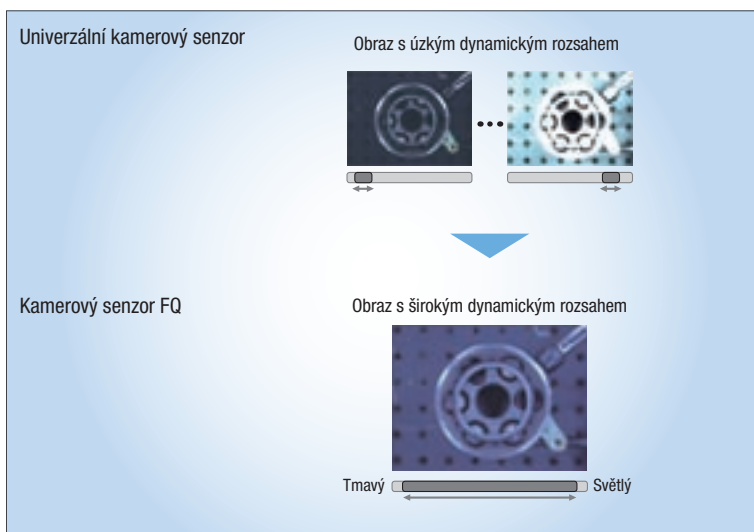 Univerzální kamerový senzor
Obraz s úzkým dynamickým rozsahem
Kamerový senzor FQ
Obraz s širokým dynamickým rozsahem
Tmavý Světlý